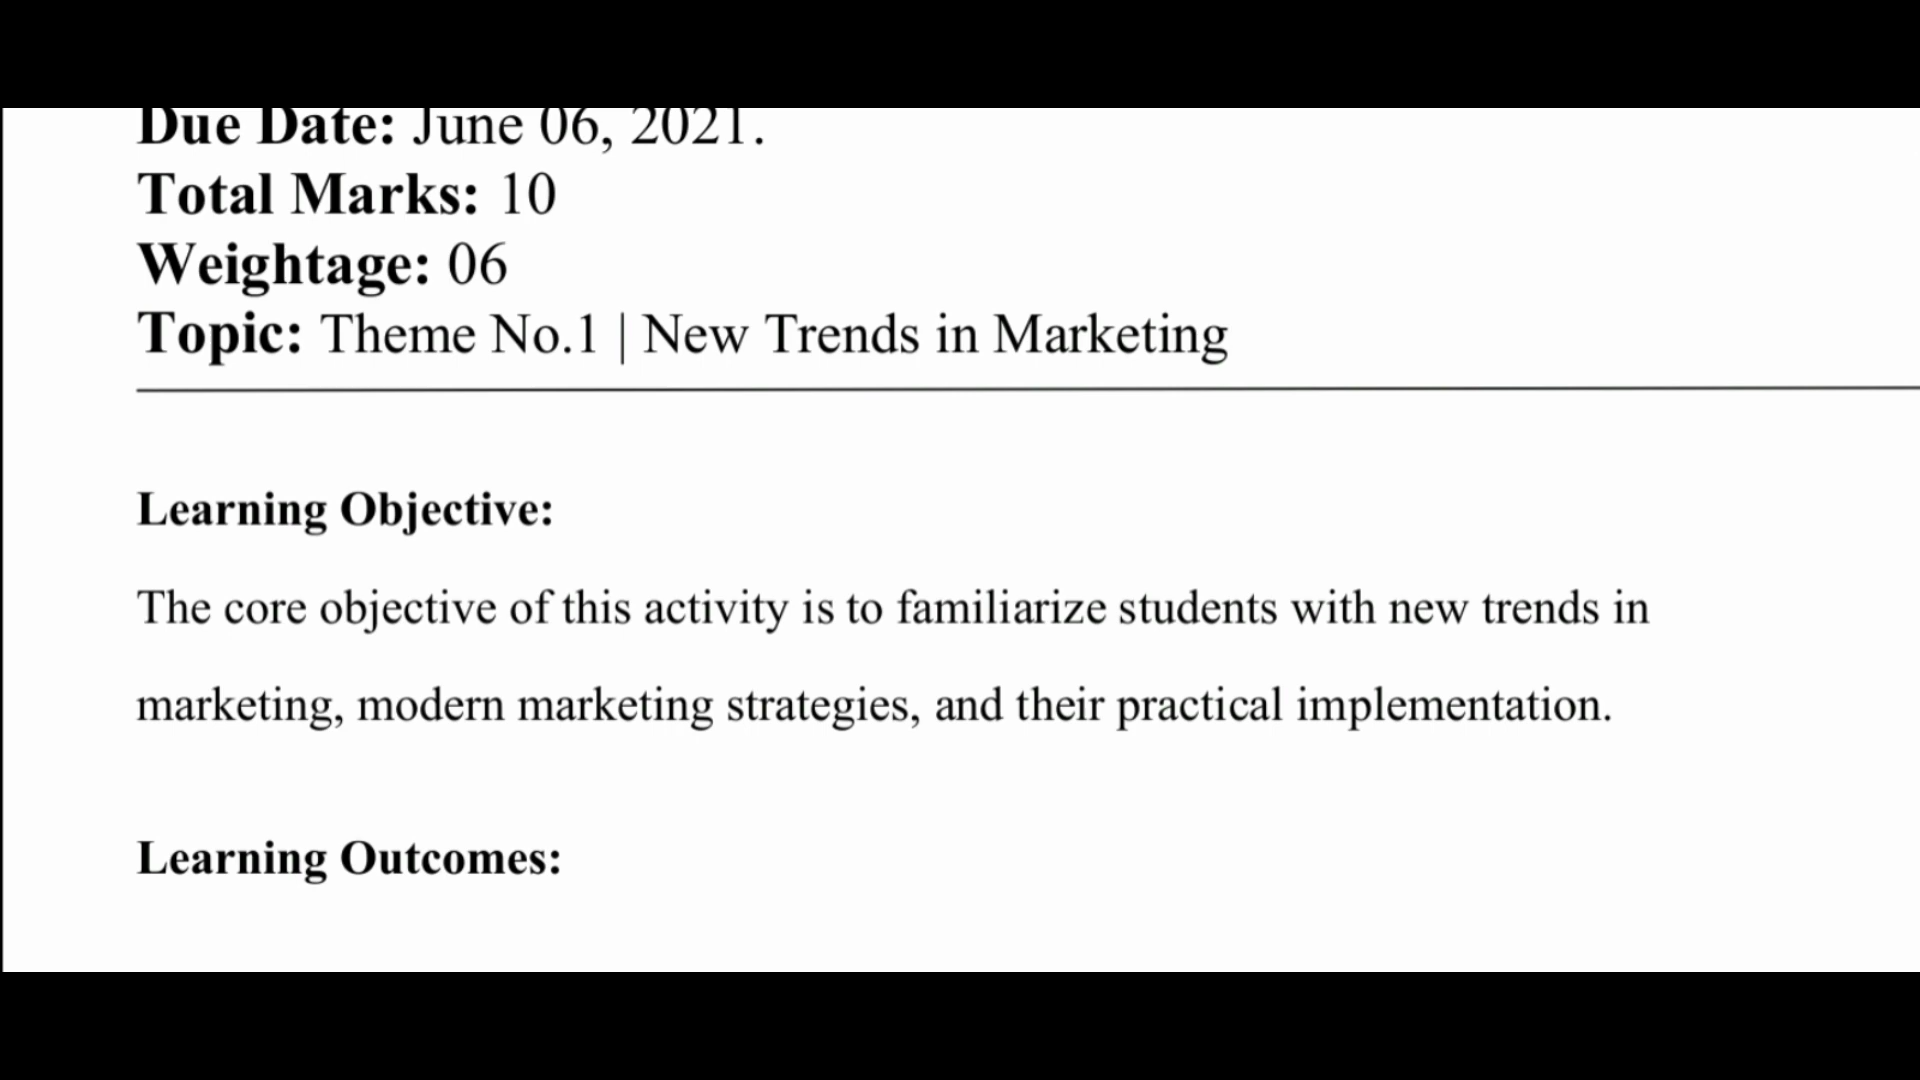 Due Date: June 06, 2021.
Total Marks: 10
Weightage: 06
Topic: Theme No.1 | New Trends in Marketing
Learning Objective:
The core objective of this activity is to familiarize students with new trends in
marketing, modern marketing strategies, and their practical implementation.
Learning Outcomes: